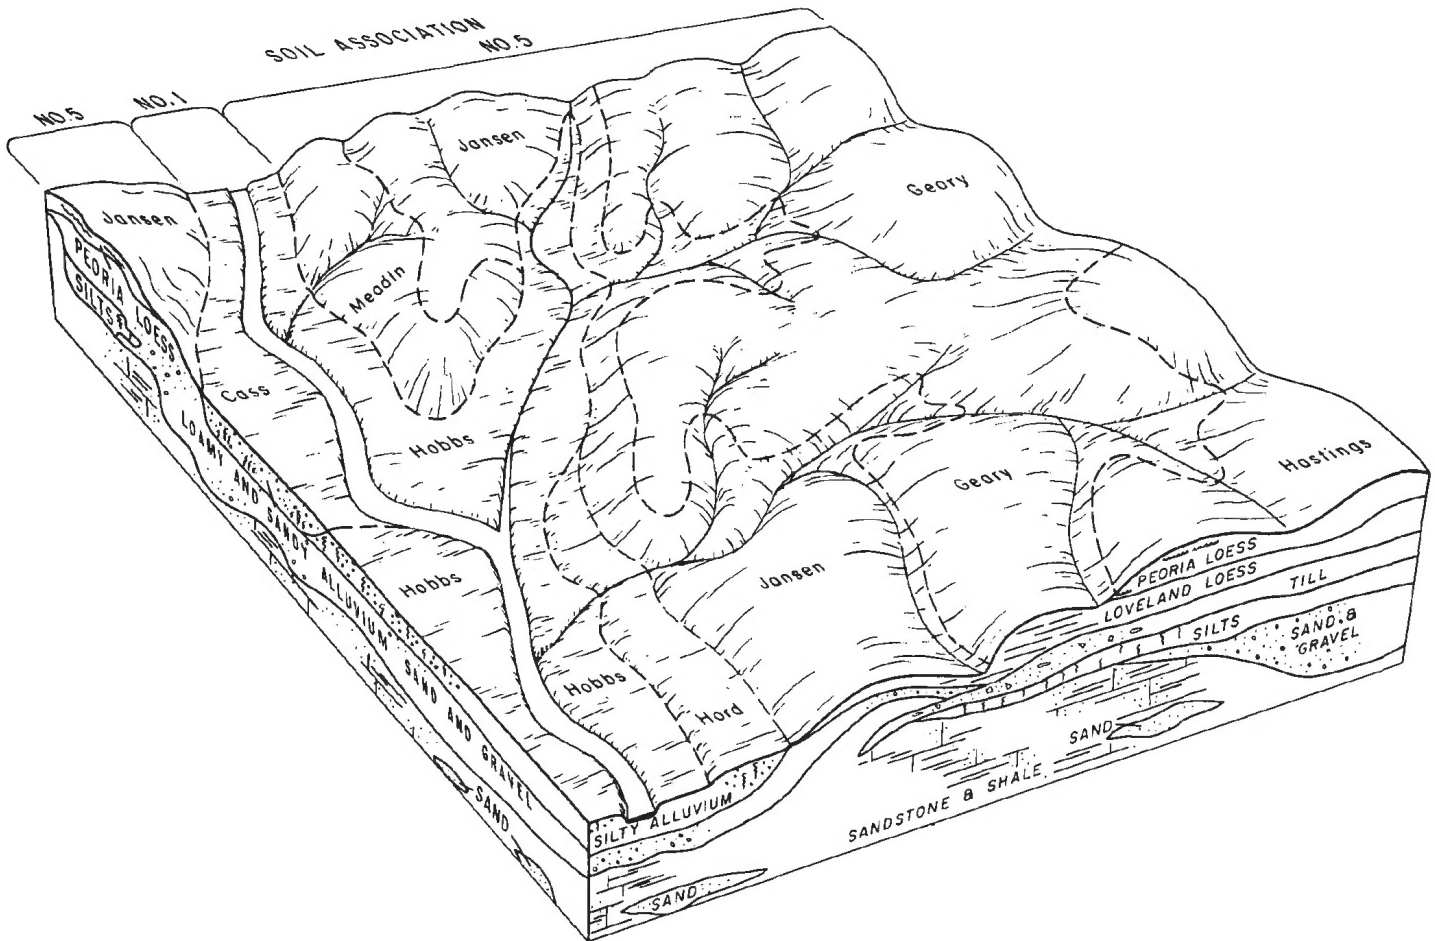 SOIL ASSOCIATION
NO.5
NO.1
NO.5
Jansen
Jansen
Geary
Meadin
Cass
Hobbs
Hastings
Geary
Hobbs
Jansen
Hobbs
Hord
PEORIA LOESS
SILTS
LOAMY AND SANDY ALLUVIUM
SAND AND GRAVEL
SAND
PEORIA LOESS
LOVELAND LOESS
TILL
SILTS
SAND &
GRAVEL
SAND
SANDSTONE & SHALE
SILTY ALLUVIUM
SAND